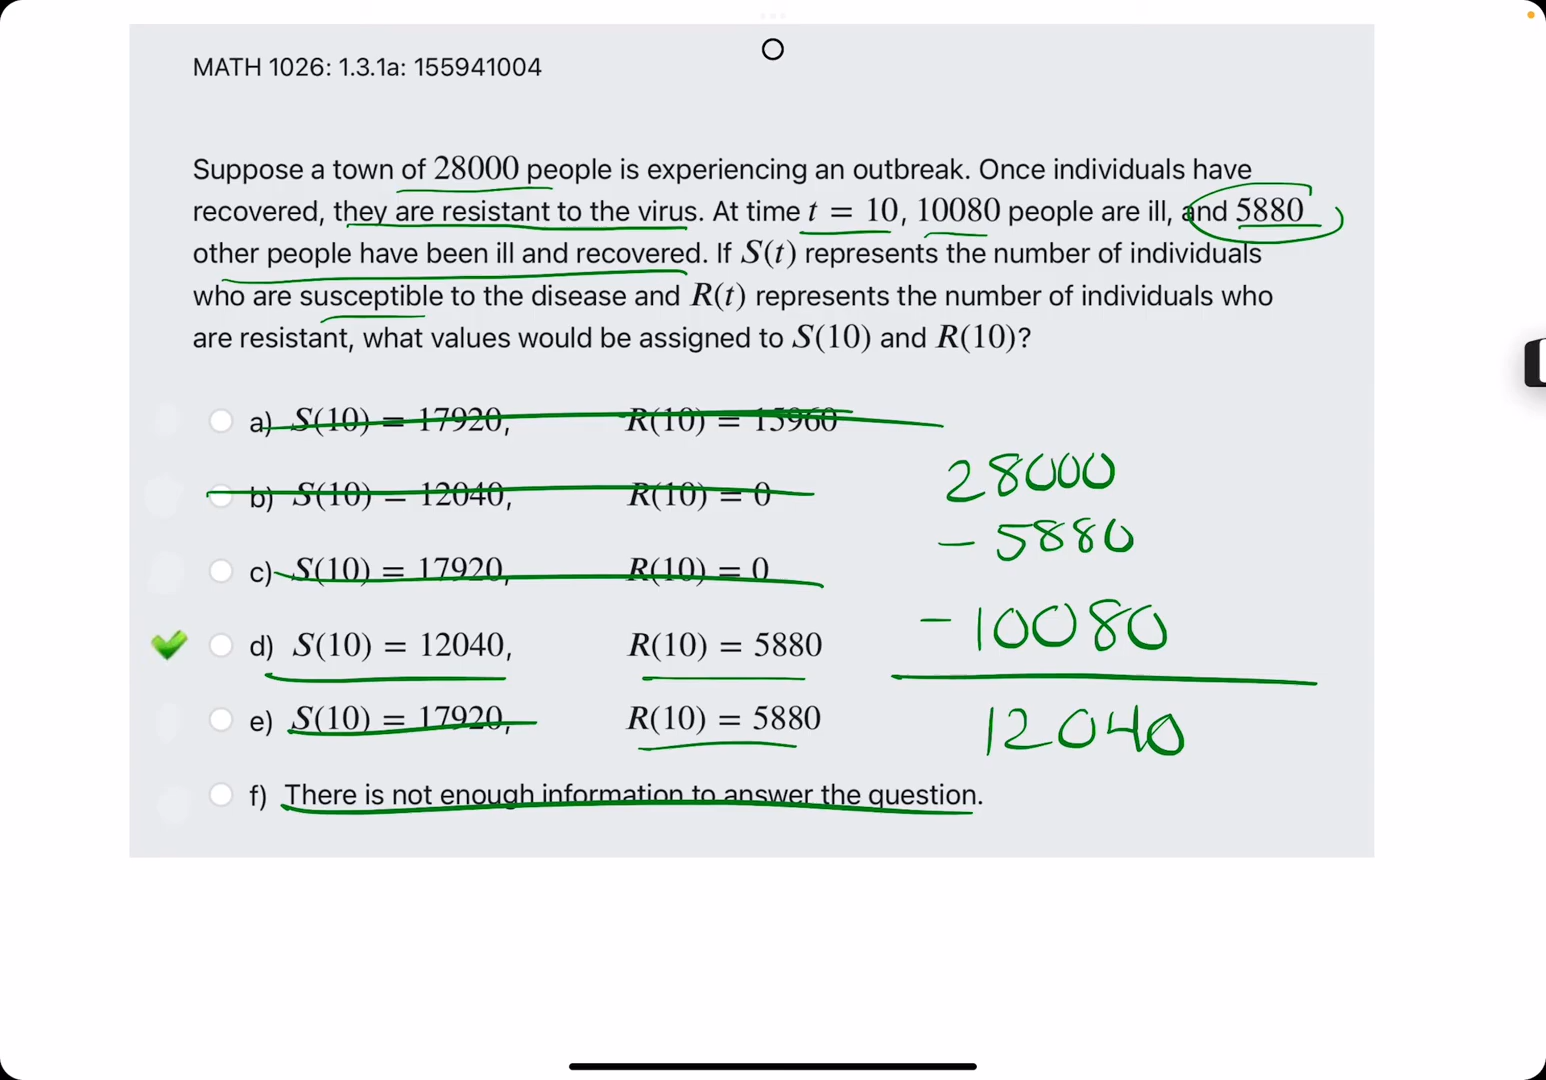 MATH 1026: 1.3.1a: 155941004
Suppose a town of 28000 people is experiencing an outbreak. Once individuals have
recovered, they are resistant to the virus. At time t = 10, 10080 people are ill, and 5880
other people have been ill and recovered. If S(t) represents the number of individuals
who are susceptible to the disease and R(t) represents the number of individuals who
are resistant, what values would be assigned to S(10) and R(10)?
a) S(10) = 17920, R(10) = 15960
b) S(10) = 12040, R(10) = 0
c) S(10) = 17920, R(10) = 0
d) S(10) = 12040, R(10) = 5880
e) S(10) = 17920, R(10) = 5880
f) There is not enough information to answer the question.
28000
- 5880
- 10080
12040